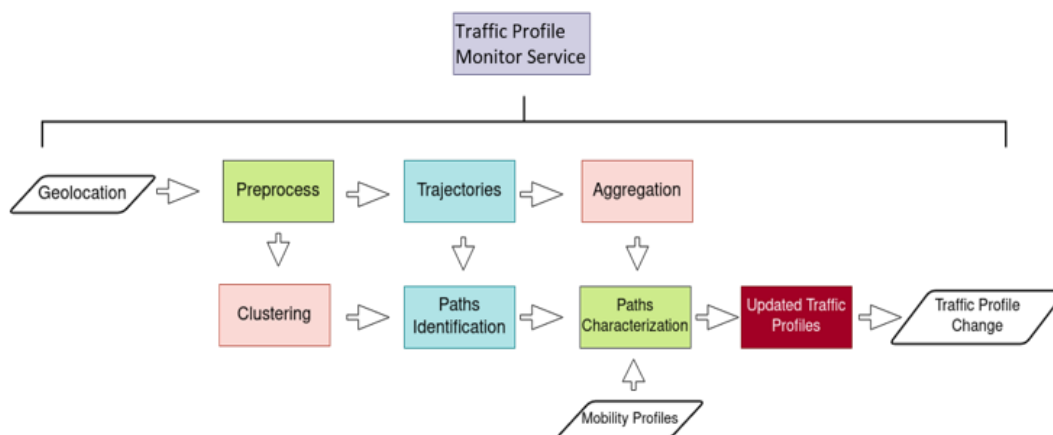 Traffic Profile
Monitor Service
Geolocation
Preprocess
Trajectories
Aggregation
Clustering
Paths
Identification
Paths
Characterization
Updated Traffic
Profiles
Traffic Profile
Change
Mobility Profiles